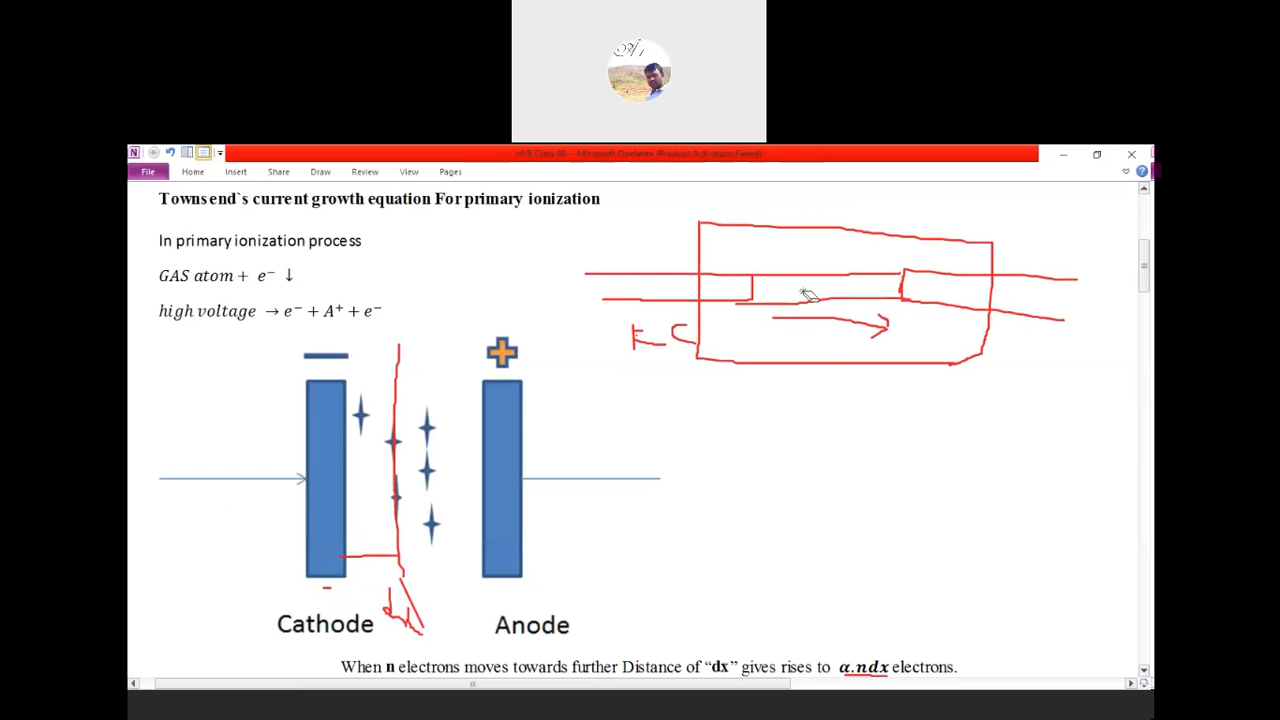 File Home Insert Share Draw Review View Pages
Townsend`s current growth equation For primary ionization
In primary ionization process
GAS atom + e⁻ ↓
high voltage → e⁻ + A⁺ + e⁻
Cathode
Anode
When n electrons moves towards further Distance of “dx” gives rises to α.ndx electrons.